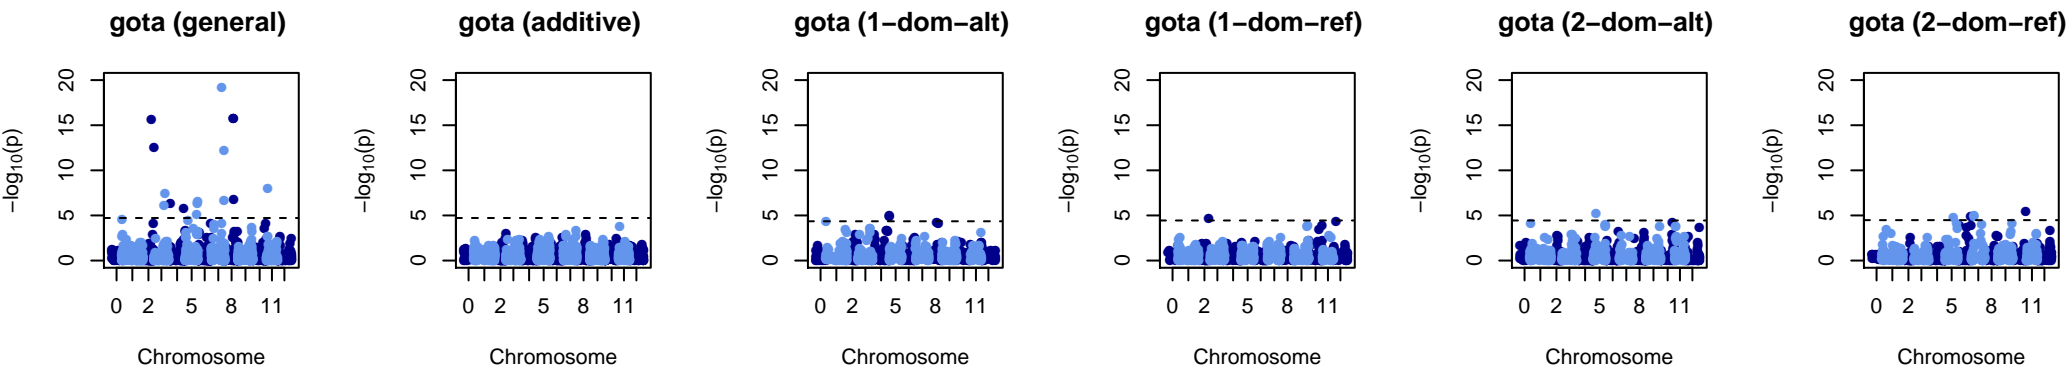 gota (general)
−log10(p)
20
15
10
5
0
0 2 5 8 11
Chromosome
gota (additive)
−log10(p)
20
15
10
5
0
0 2 5 8 11
Chromosome
gota (1−dom−alt)
−log10(p)
20
15
10
5
0
0 2 5 8 11
Chromosome
gota (1−dom−ref)
−log10(p)
20
15
10
5
0
0 2 5 8 11
Chromosome
gota (2−dom−alt)
−log10(p)
20
15
10
5
0
0 2 5 8 11
Chromosome
gota (2−dom−ref)
−log10(p)
20
15
10
5
0
0 2 5 8 11
Chromosome